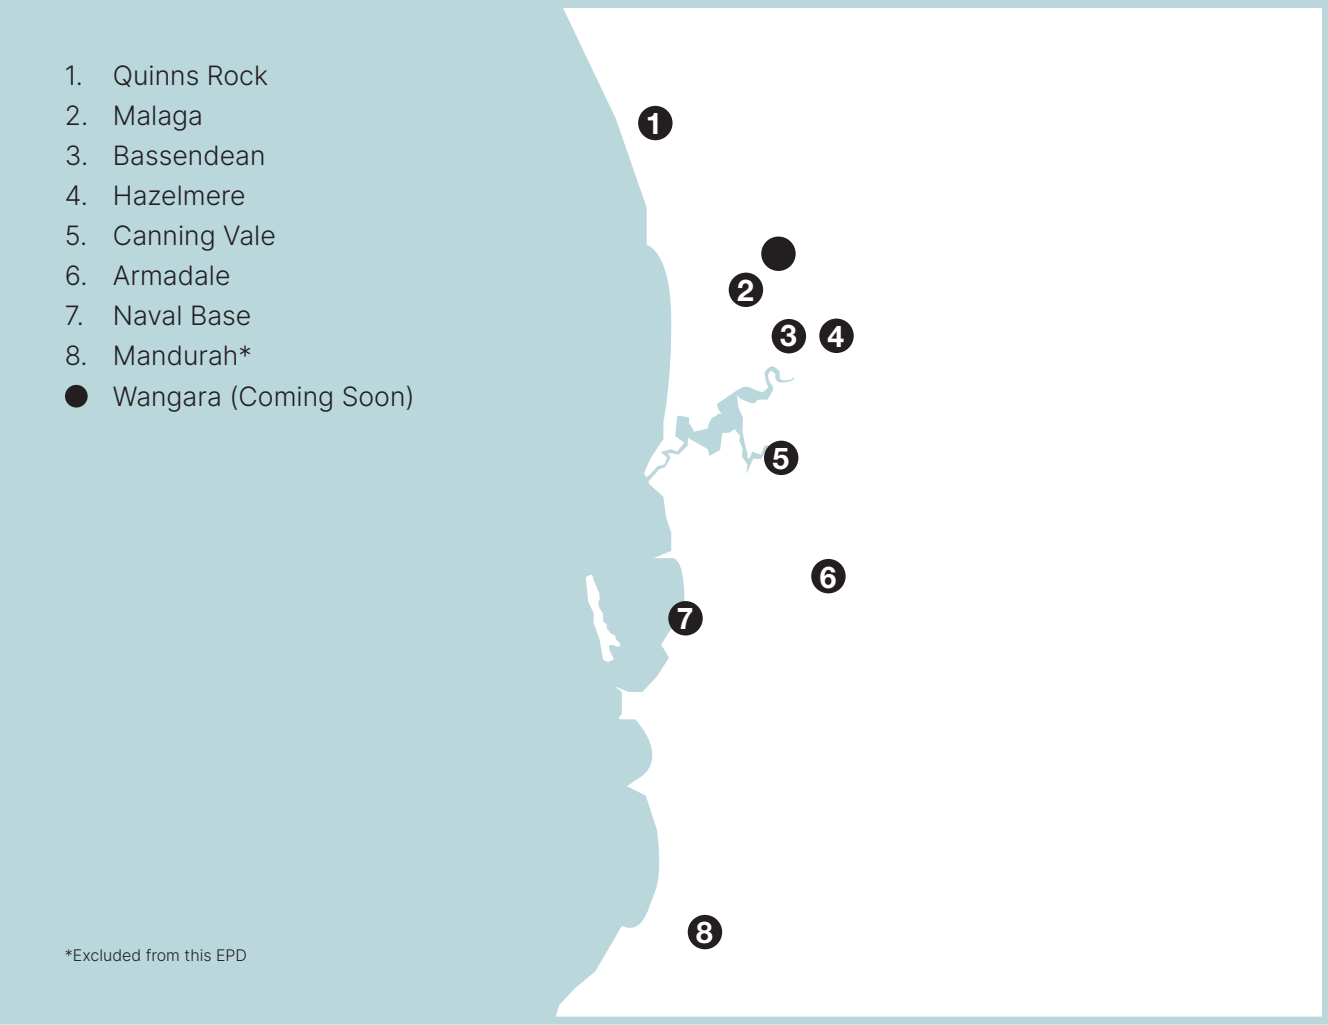 1. Quinns Rock
2. Malaga
3. Bassendean
4. Hazelmere
5. Canning Vale
6. Armadale
7. Naval Base
8. Mandurah*
Wangara (Coming Soon)
1
2
3 4
5
6
7
8
*Excluded from this EPD